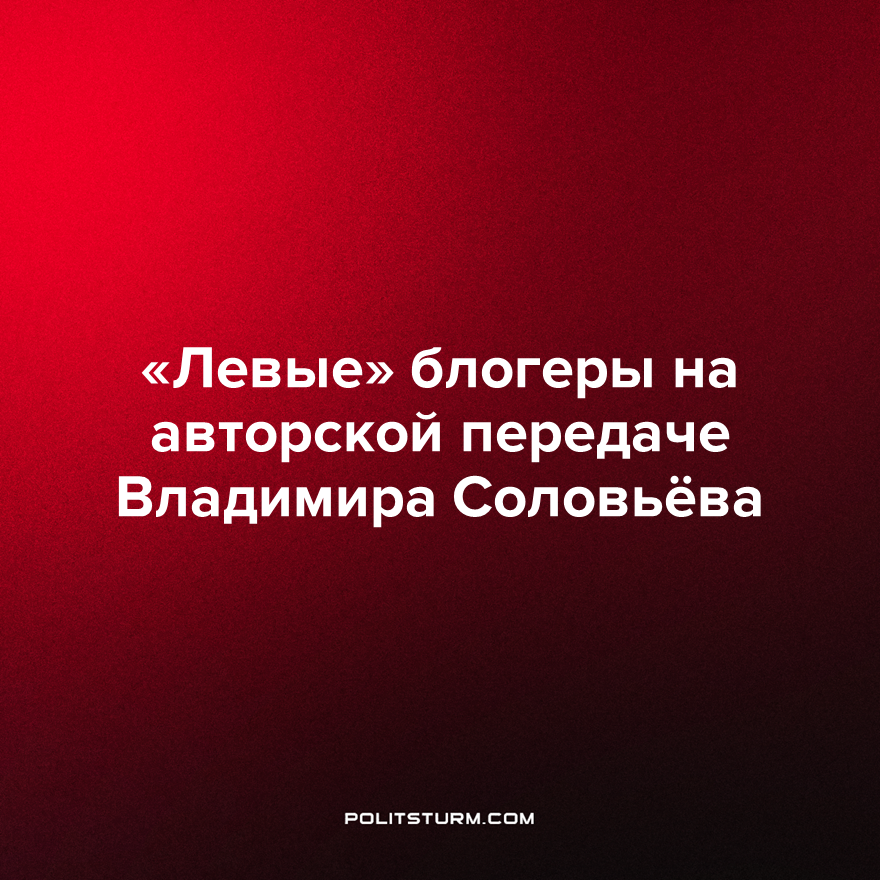 «Левые» блогеры на
авторской передаче
Владимира Соловьёва
POLITSTURM.COM